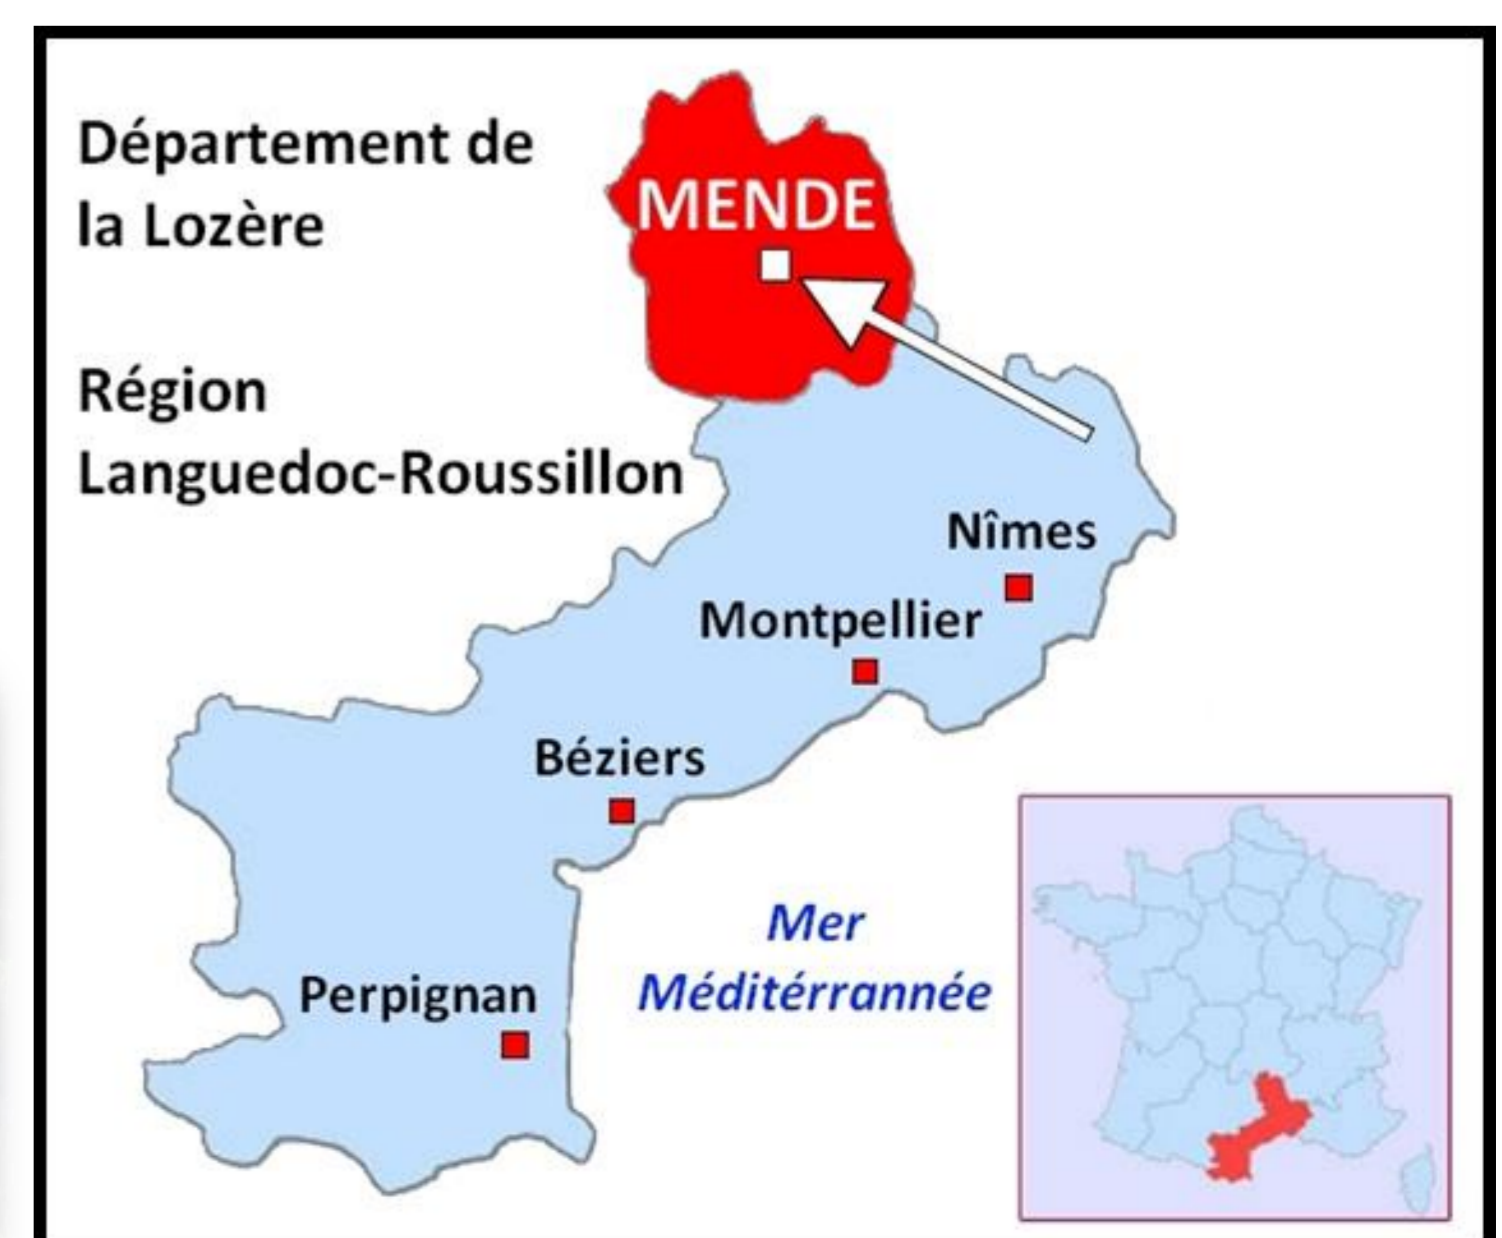 Département de
la Lozère
MENDE
Région
Languedoc-Roussillon
Nîmes
Montpellier
Béziers
Mer
Méditérrannée
Perpignan